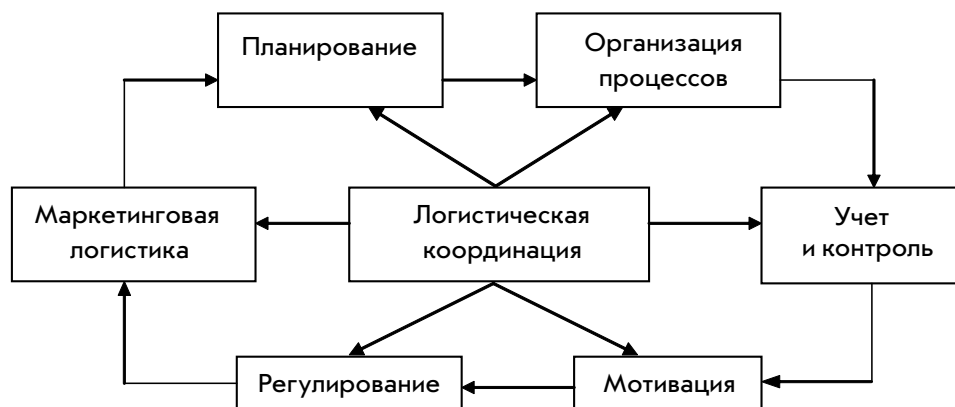 Планирование
Организация
процессов
Маркетинговая
логистика
Логистическая
координация
Учет
и контроль
Регулирование
Мотивация